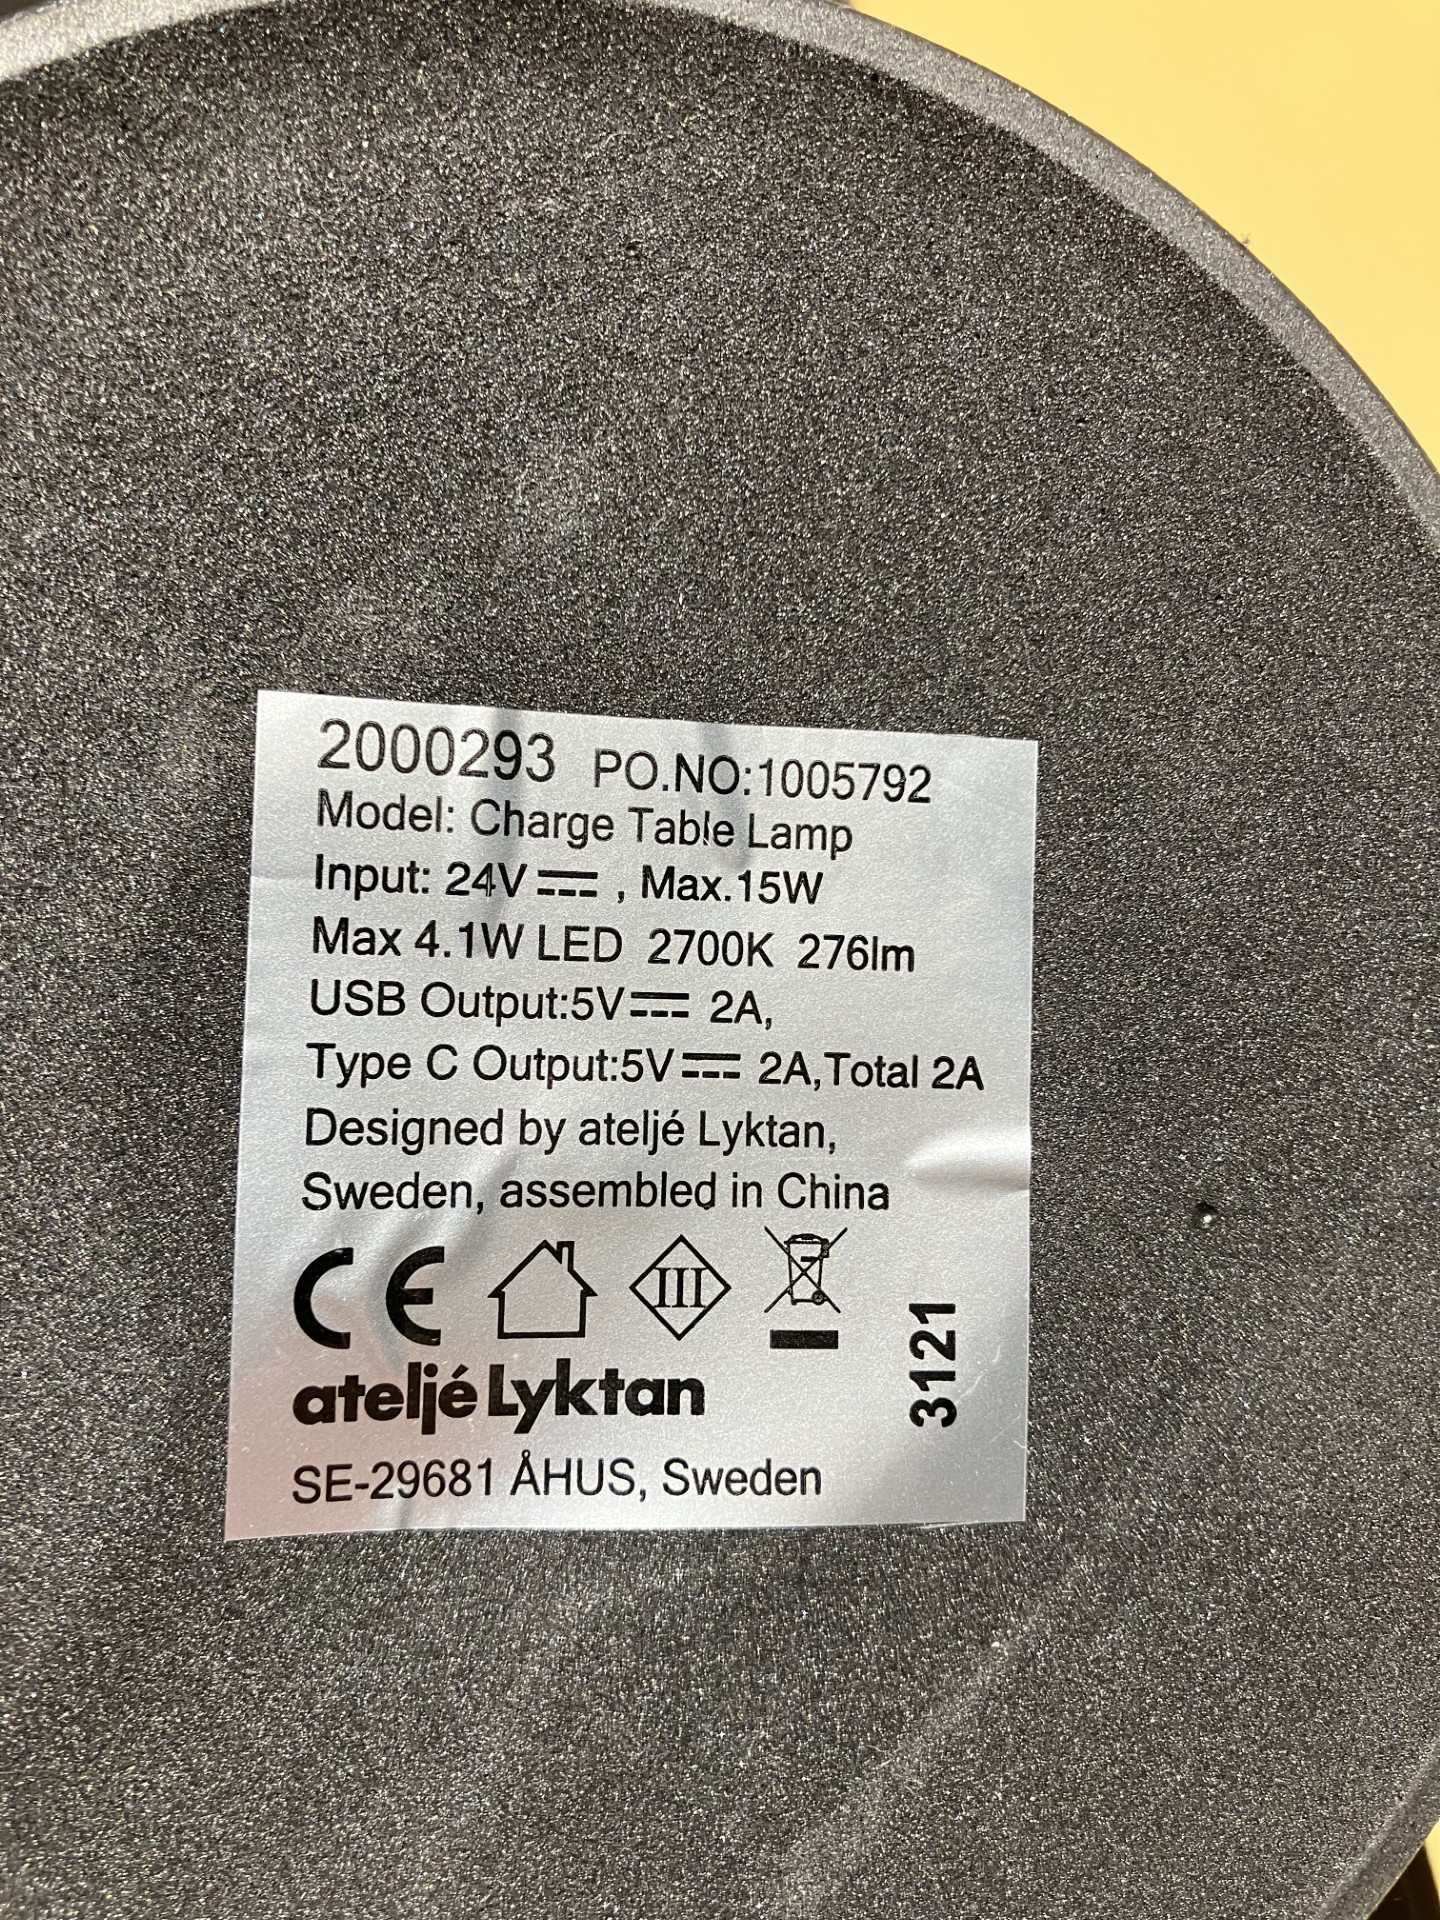 2000293 PO.NO:1005792
Model: Charge Table Lamp
Input: 24V⎓, Max.15W
Max 4.1W LED 2700K 276lm
USB Output:5V⎓ 2A,
Type C Output:5V⎓ 2A,Total 2A
Designed by ateljé Lyktan,
Sweden, assembled in China
CE III
3121
ateljé Lyktan
SE-29681 ÅHUS, Sweden